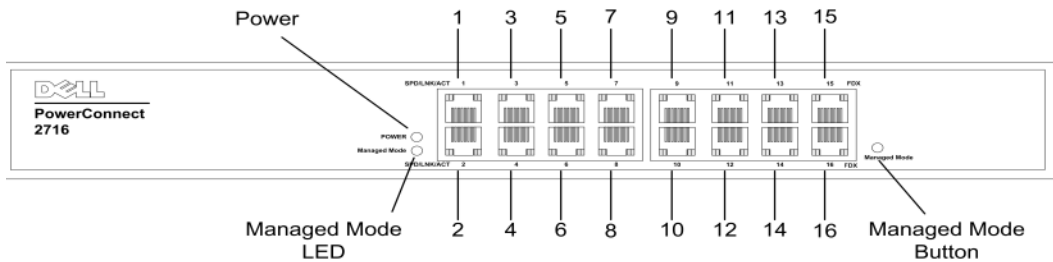 Power 1 3 5 7 9 11 13 15
DELL
PowerConnect
2716
SPD/LNK/ACT 1 3 5 7 9 11 13 15 FDX
POWER
Managed Mode
SPD/LNK/ACT 2 4 6 8 10 12 14 16 FDX
Managed Mode
Managed Mode
LED
2 4 6 8 10 12 14 16
Managed Mode
Button